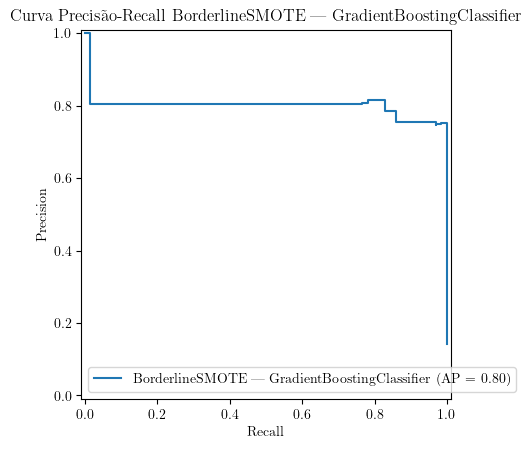 Curva Precisão-Recall BorderlineSMOTE — GradientBoostingClassifier
1.0
0.8
0.6
0.4
0.2
0.0
Precision
BorderlineSMOTE — GradientBoostingClassifier (AP = 0.80)
0.0 0.2 0.4 0.6 0.8 1.0
Recall